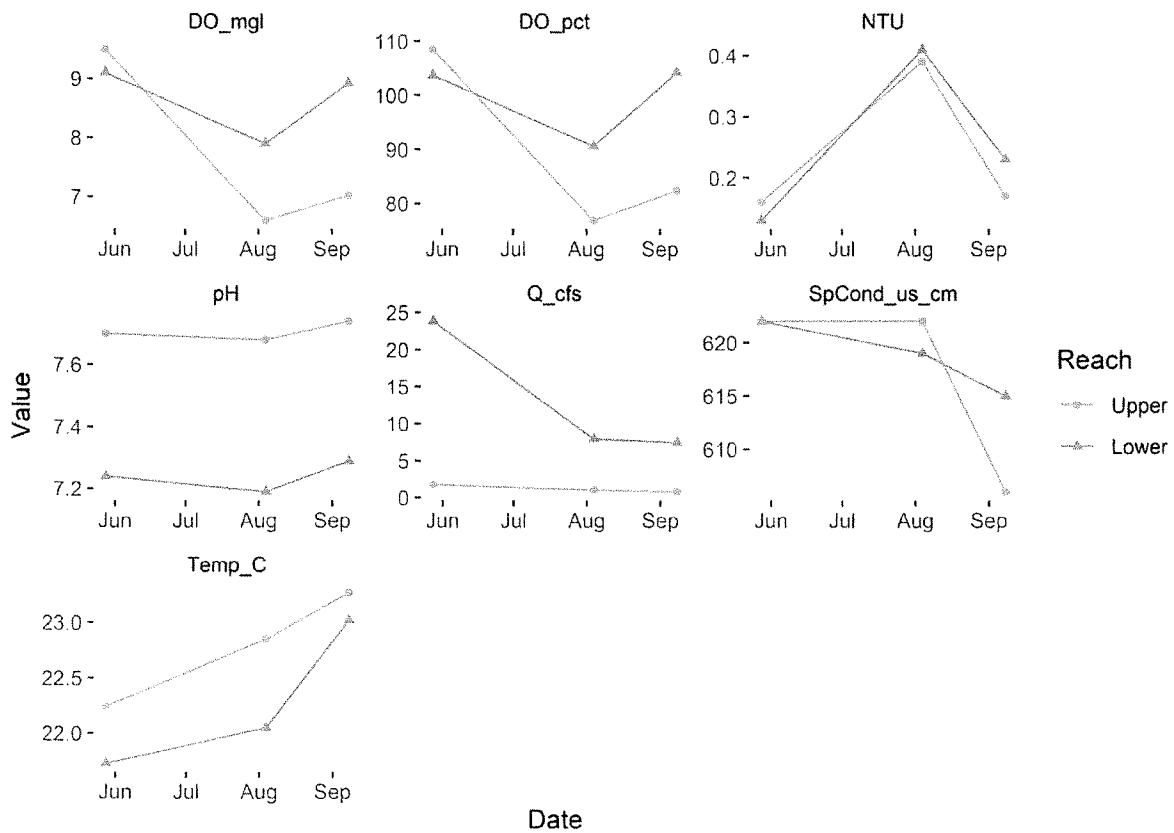 DO_mgl DO_pct NTU
9
8
7
110
100
90
80
0.4
0.3
0.2
Jun Jul Aug Sep Jun Jul Aug Sep Jun Jul Aug Sep
pH Q_cfs SpCond_us_cm
7.6
7.4
7.2
25
20
15
10
5
0
620
615
610
Jun Jul Aug Sep Jun Jul Aug Sep Jun Jul Aug Sep
Temp_C
23.0
22.5
22.0
Jun Jul Aug Sep
Value
Date
Reach
Upper
Lower